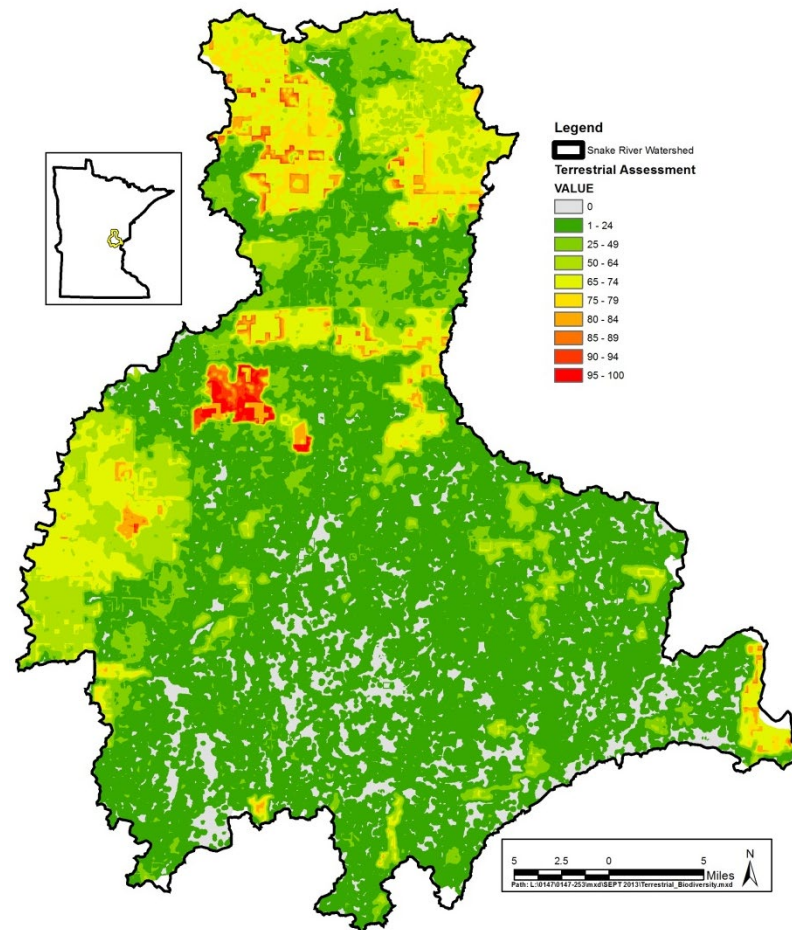 Legend
Snake River Watershed
Terrestrial Assessment
VALUE
0
1 - 24
25 - 49
50 - 64
65 - 74
75 - 79
80 - 84
85 - 89
90 - 94
95 - 100
5 2.5 0 5
Miles
N
Path: L:\0147\0147-253\mxd\SEPT 2013\Terrestrial_Biodiversity.mxd